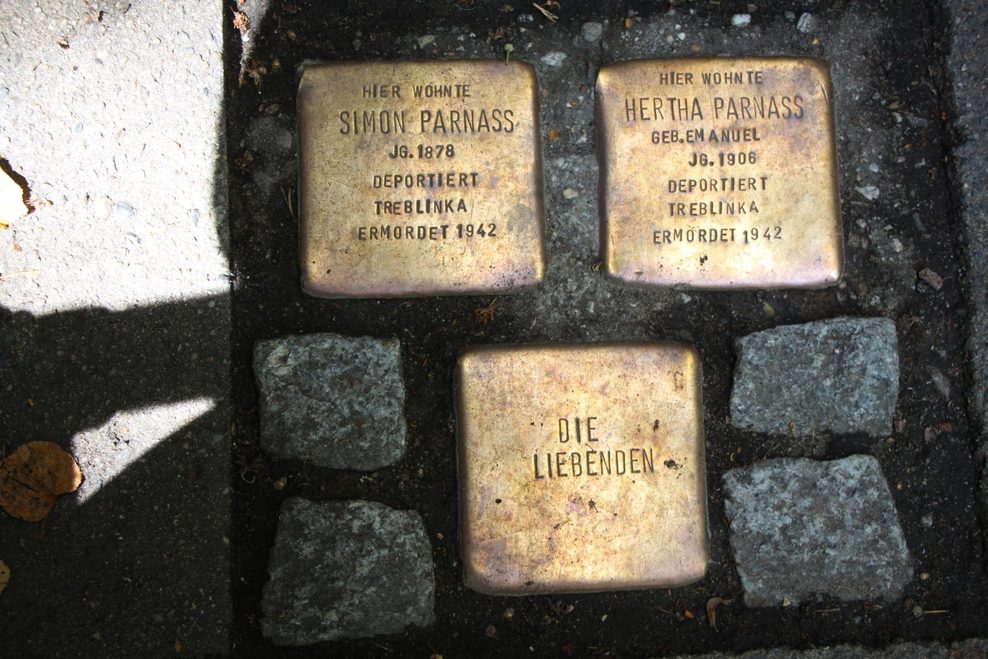 HIER WOHNTE
SIMON PARNASS
JG. 1878
DEPORTIERT
TREBLINKA
ERMORDET 1942
HIER WOHNTE
HERTHA PARNASS
GEB. EMANUEL
JG. 1906
DEPORTIERT
TREBLINKA
ERMORDET 1942
DIE
LIEBENDEN